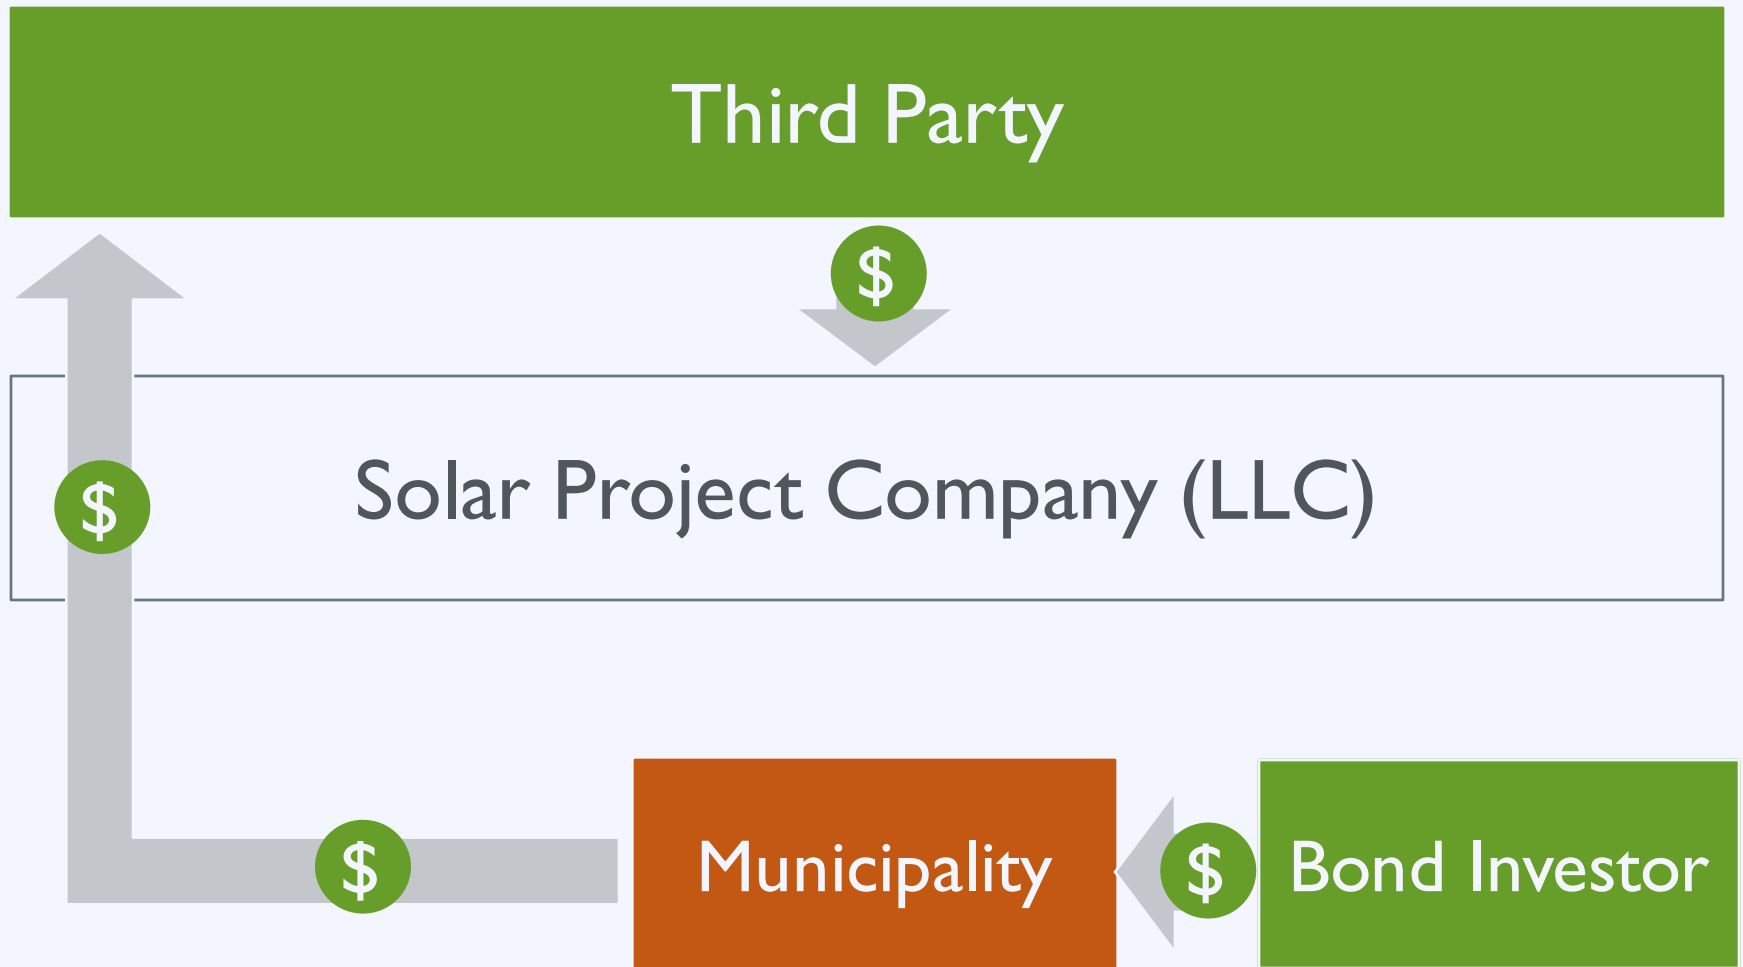 Third Party
$
Solar Project Company (LLC)
$
$
Municipality
$
Bond Investor